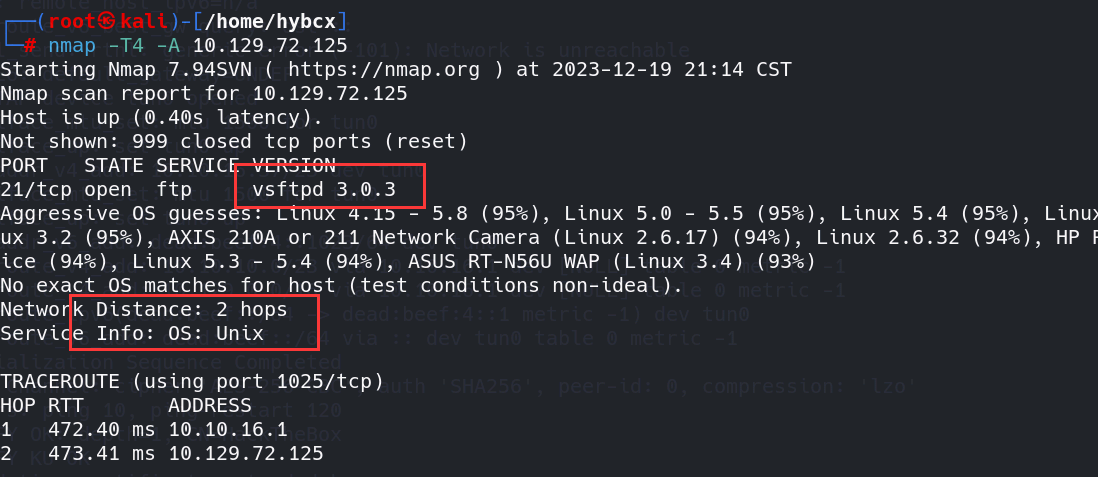 ┌──(root㉿kali)-[/home/hybcx]
└─# nmap -T4 -A 10.129.72.125
Starting Nmap 7.94SVN ( https://nmap.org ) at 2023-12-19 21:14 CST
Nmap scan report for 10.129.72.125
Host is up (0.40s latency).
Not shown: 999 closed tcp ports (reset)
PORT   STATE SERVICE VERSION
21/tcp open  ftp     vsftpd 3.0.3
Aggressive OS guesses: Linux 4.15 - 5.8 (95%), Linux 5.0 - 5.5 (95%), Linux 5.4 (95%), Linu
ux 3.2 (95%), AXIS 210A or 211 Network Camera (Linux 2.6.17) (94%), Linux 2.6.32 (94%), HP P
ice (94%), Linux 5.3 - 5.4 (94%), ASUS RT-N56U WAP (Linux 3.4) (93%)
No exact OS matches for host (test conditions non-ideal).
Network Distance: 2 hops
Service Info: OS: Unix
TRACEROUTE (using port 1025/tcp)
HOP RTT       ADDRESS
1   472.40 ms 10.10.16.1
2   473.41 ms 10.129.72.125